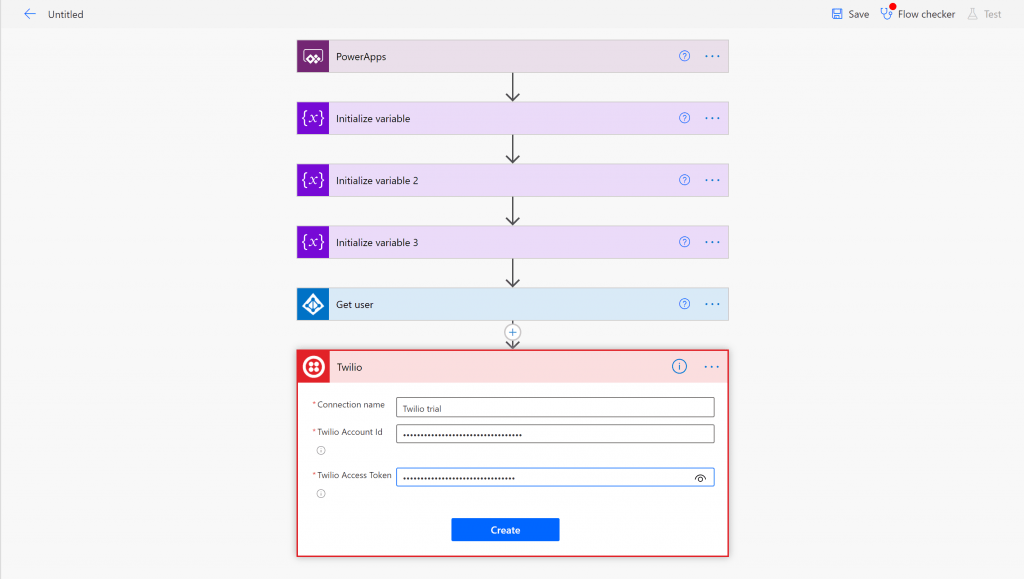 Untitled
Save
Flow checker
Test
PowerApps
{x} Initialize variable
{x} Initialize variable 2
{x} Initialize variable 3
Get user
Twilio
*Connection name
Twilio trial
*Twilio Account Id
••••••••••••••••••••••••••••••••••
*Twilio Access Token
••••••••••••••••••••••••••••••••
Create